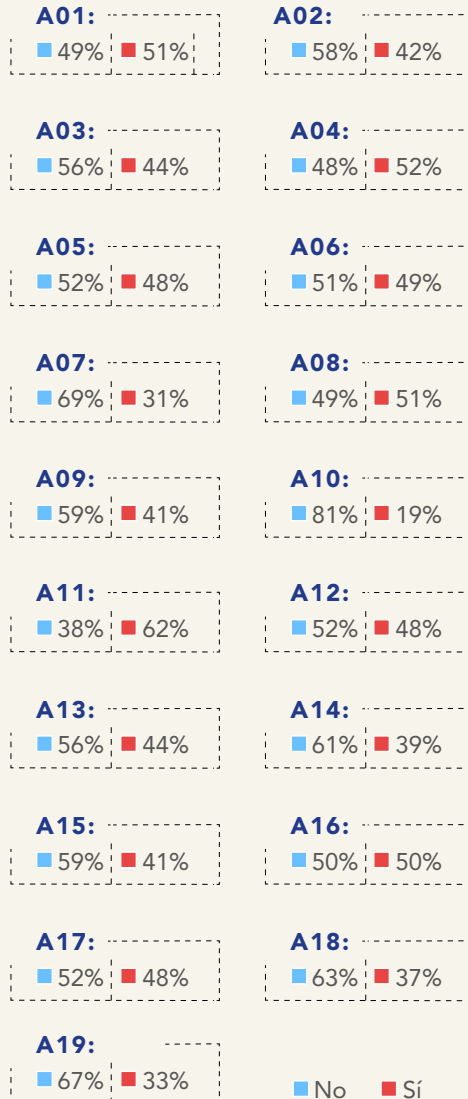 A01: A02:
49% 51% 58% 42%
A03: A04:
56% 44% 48% 52%
A05: A06:
52% 48% 51% 49%
A07: A08:
69% 31% 49% 51%
A09: A10:
59% 41% 81% 19%
A11: A12:
38% 62% 52% 48%
A13: A14:
56% 44% 61% 39%
A15: A16:
59% 41% 50% 50%
A17: A18:
52% 48% 63% 37%
A19:
67% 33% No Sí